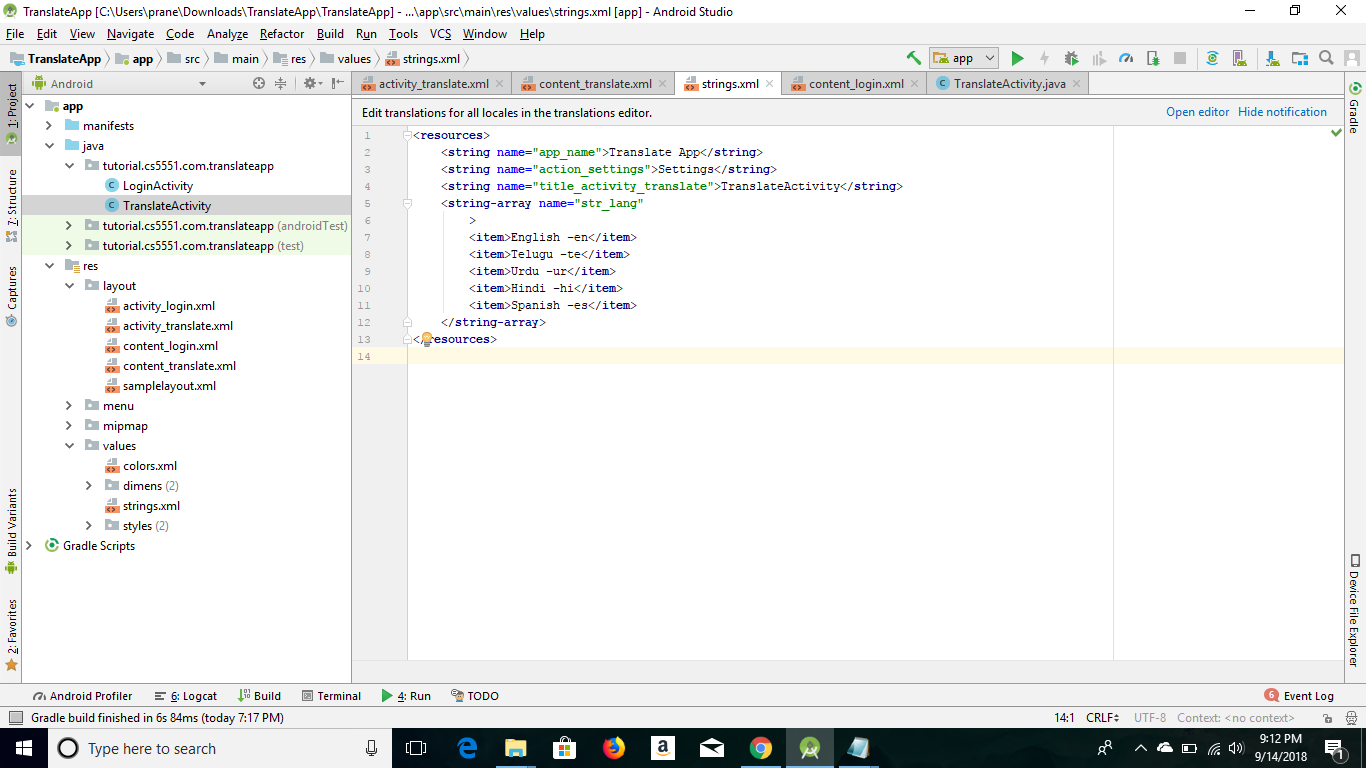 TranslateApp [C:\Users\prane\Downloads\TranslateApp\TranslateApp] - ...\app\src\main\res\values\strings.xml [app] - Android Studio
File Edit View Navigate Code Analyze Refactor Build Run Tools VCS Window Help
TranslateApp app src main res values strings.xml app
Android activity_translate.xml content_translate.xml strings.xml content_login.xml TranslateActivity.java
Edit translations for all locales in the translations editor. Open editor Hide notification
1: Project
7: Structure
Captures
Build Variants
2: Favorites
app
manifests
java
tutorial.cs5551.com.translateapp
LoginActivity
TranslateActivity
tutorial.cs5551.com.translateapp (androidTest)
tutorial.cs5551.com.translateapp (test)
res
layout
activity_login.xml
activity_translate.xml
content_login.xml
content_translate.xml
samplelayout.xml
menu
mipmap
values
colors.xml
dimens (2)
strings.xml
styles (2)
Gradle Scripts
1 <resources>
2 <string name="app_name">Translate App</string>
3 <string name="action_settings">Settings</string>
4 <string name="title_activity_translate">TranslateActivity</string>
5 <string-array name="str_lang"
6 >
7 <item>English -en</item>
8 <item>Telugu -te</item>
9 <item>Urdu -ur</item>
10 <item>Hindi -hi</item>
11 <item>Spanish -es</item>
12 </string-array>
13 </resources>
14
Gradle
Device File Explorer
Android Profiler 6: Logcat Build Terminal 4: Run TODO 6 Event Log
Gradle build finished in 6s 84ms (today 7:17 PM) 14:1 CRLF UTF-8 Context: <no context>
Type here to search 9:12 PM
9/14/2018 1